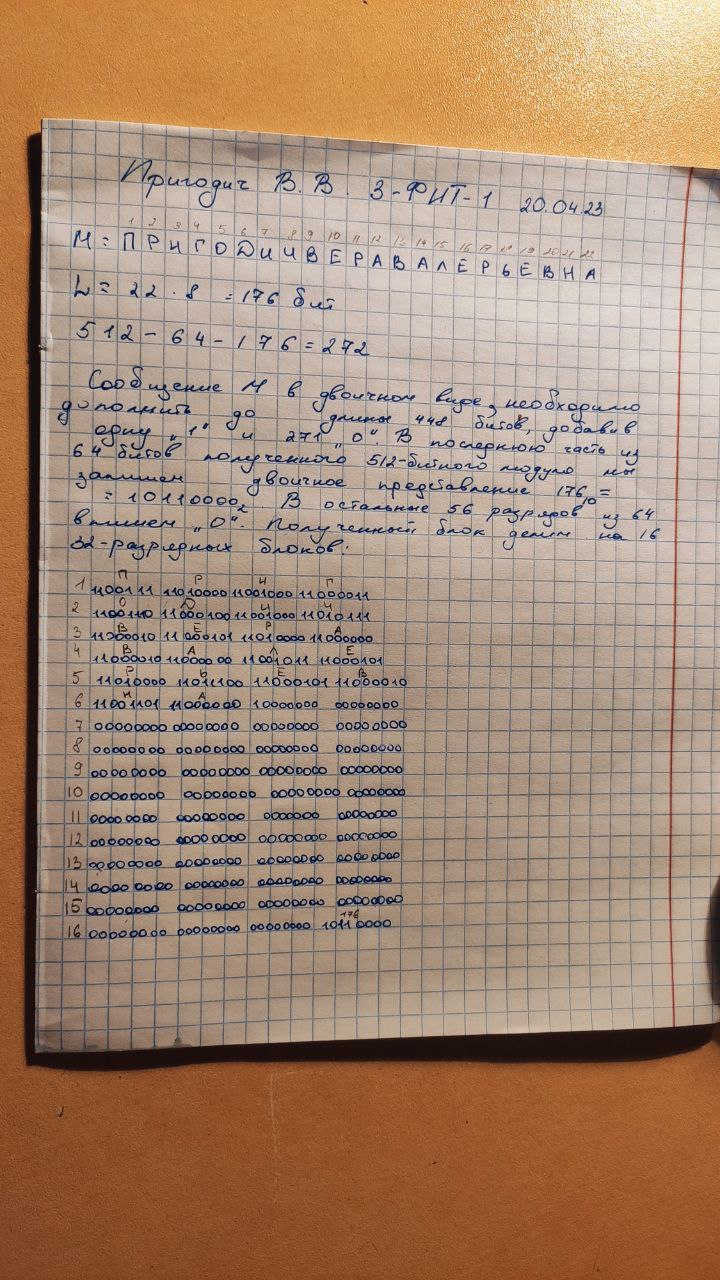 Пригодич В. В. 3-ФИТ-1 20.04.23
1 2 3 4 5 6 7 8 9 10 11 12 13 14 15 16 17 18 19 20 21 22
М = П Р И Г О Д И Ч В Е Р А В А Л Е Р Ь Е В Н А
L = 22 · 8 = 176 бит
512 - 64 - 176 = 272
Сообщение М в двоичном виде, необходимо
дополнить до длины 448 битов, добавив
одну „1" и 271 „0". В последнюю часть из
64 битов полученного 512-битного модуля мы
запишем двоичное представление 176₁₀ =
= 10110000₂. В остальные 56 разрядов из 64
впишем „0". Полученный блок делим на 16
32-разрядных блоков:
П Р И Г
1 1100111 11010000 11001000 11000011
О Д И Ч
2 1100110 11000100 11001000 11010111
В Е Р А
3 11000010 11000101 11010000 11000000
В А Л Е
4 11000010 11000000 11001011 11000101
Р Ь Е В
5 11010000 11011100 11000101 11000010
Н А
6 11001101 11000000 10000000 00000000
7 00000000 00000000 00000000 00000000
8 00000000 00000000 00000000 00000000
9 00000000 00000000 00000000 00000000
10 00000000 00000000 00000000 00000000
11 00000000 00000000 00000000 00000000
12 00000000 00000000 00000000 00000000
13 00000000 00000000 00000000 00000000
14 00000000 00000000 00000000 00000000
15 00000000 00000000 00000000 00000000
176
16 00000000 00000000 00000000 10110000